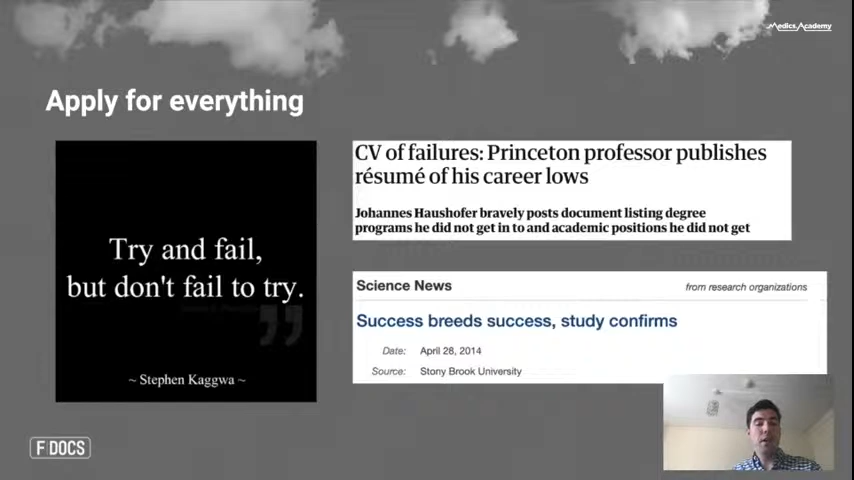 Medics.Academy
Apply for everything
Try and fail,
but don't fail to try.
~ Stephen Kaggwa ~
CV of failures: Princeton professor publishes
résumé of his career lows
Johannes Haushofer bravely posts document listing degree
programs he did not get in to and academic positions he did not get
Science News
from research organizations
Success breeds success, study confirms
Date: April 28, 2014
Source: Stony Brook University
F|DOCS